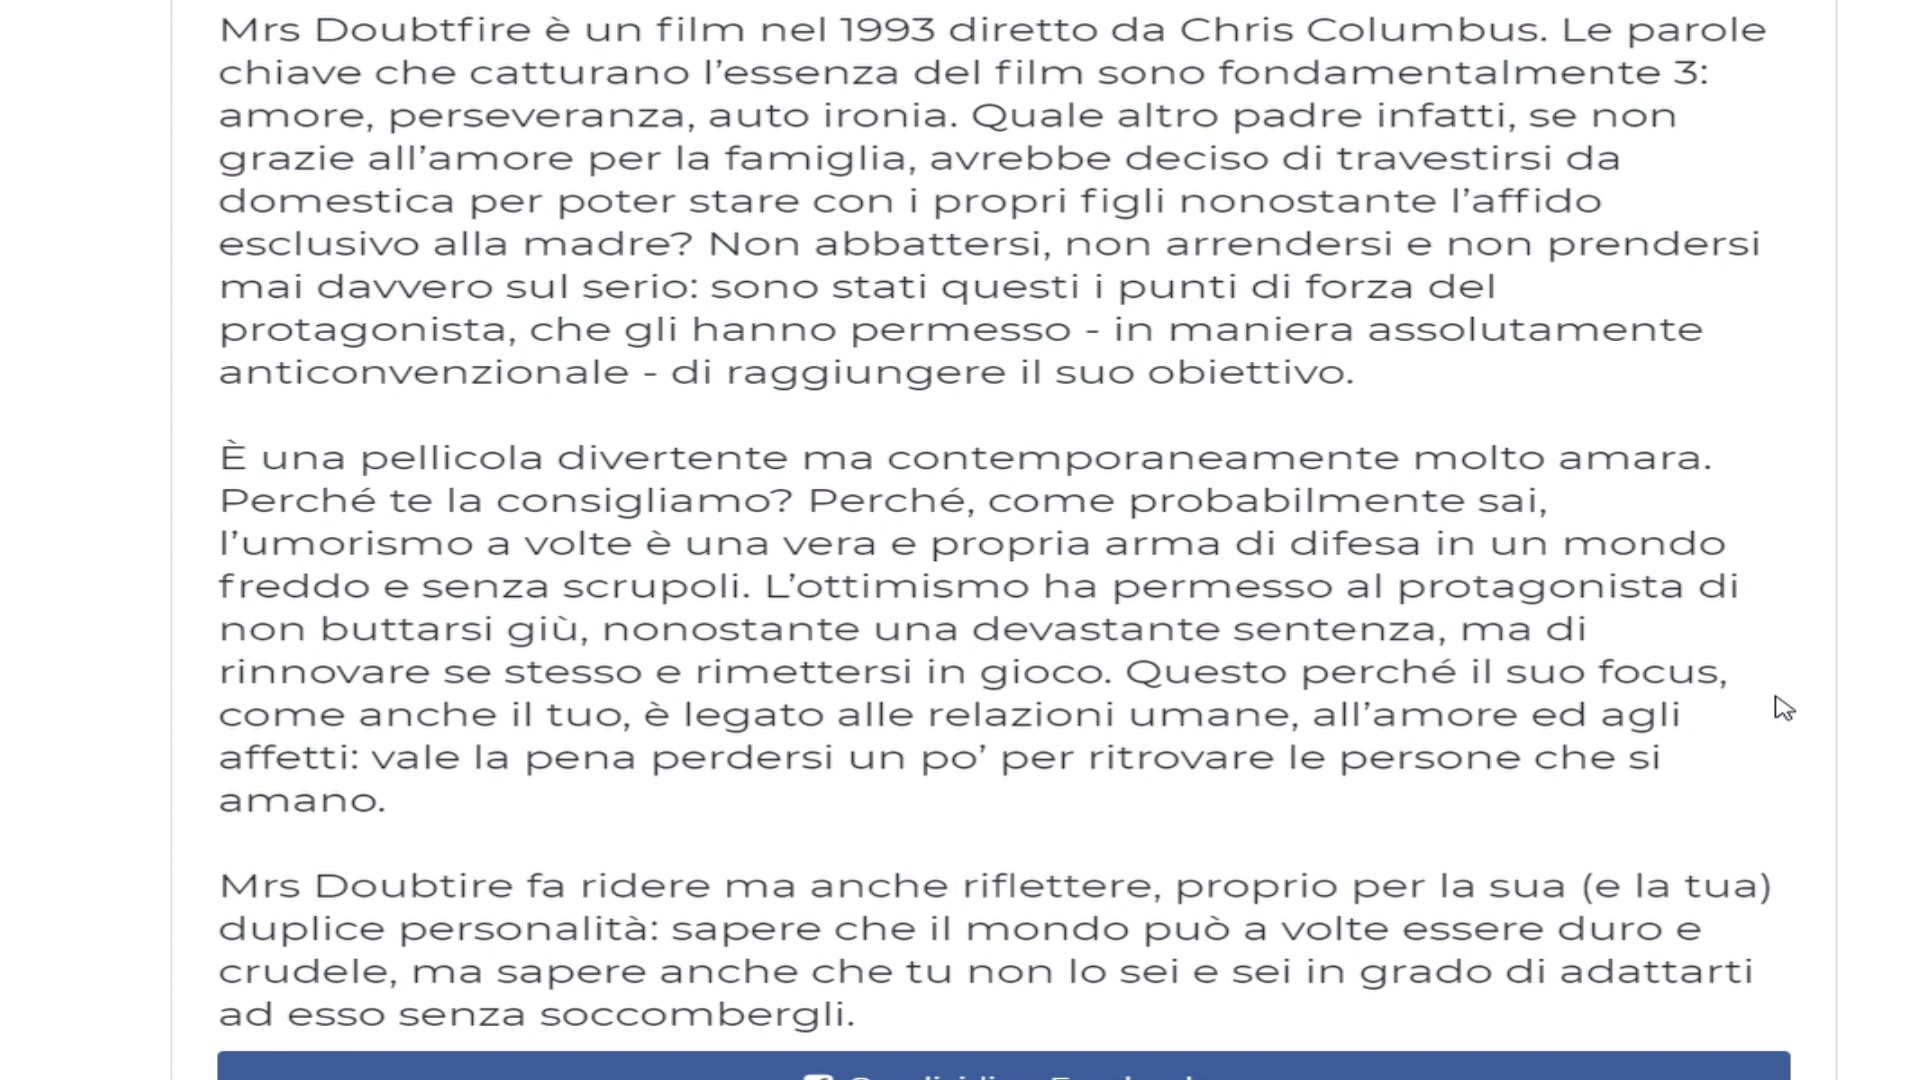 Mrs Doubtfire è un film nel 1993 diretto da Chris Columbus. Le parole
chiave che catturano l’essenza del film sono fondamentalmente 3:
amore, perseveranza, auto ironia. Quale altro padre infatti, se non
grazie all’amore per la famiglia, avrebbe deciso di travestirsi da
domestica per poter stare con i propri figli nonostante l’affido
esclusivo alla madre? Non abbattersi, non arrendersi e non prendersi
mai davvero sul serio: sono stati questi i punti di forza del
protagonista, che gli hanno permesso - in maniera assolutamente
anticonvenzionale - di raggiungere il suo obiettivo.
È una pellicola divertente ma contemporaneamente molto amara.
Perché te la consigliamo? Perché, come probabilmente sai,
l’umorismo a volte è una vera e propria arma di difesa in un mondo
freddo e senza scrupoli. L’ottimismo ha permesso al protagonista di
non buttarsi giù, nonostante una devastante sentenza, ma di
rinnovare se stesso e rimettersi in gioco. Questo perché il suo focus,
come anche il tuo, è legato alle relazioni umane, all’amore ed agli
affetti: vale la pena perdersi un po’ per ritrovare le persone che si
amano.
Mrs Doubtire fa ridere ma anche riflettere, proprio per la sua (e la tua)
duplice personalità: sapere che il mondo può a volte essere duro e
crudele, ma sapere anche che tu non lo sei e sei in grado di adattarti
ad esso senza soccombergli.